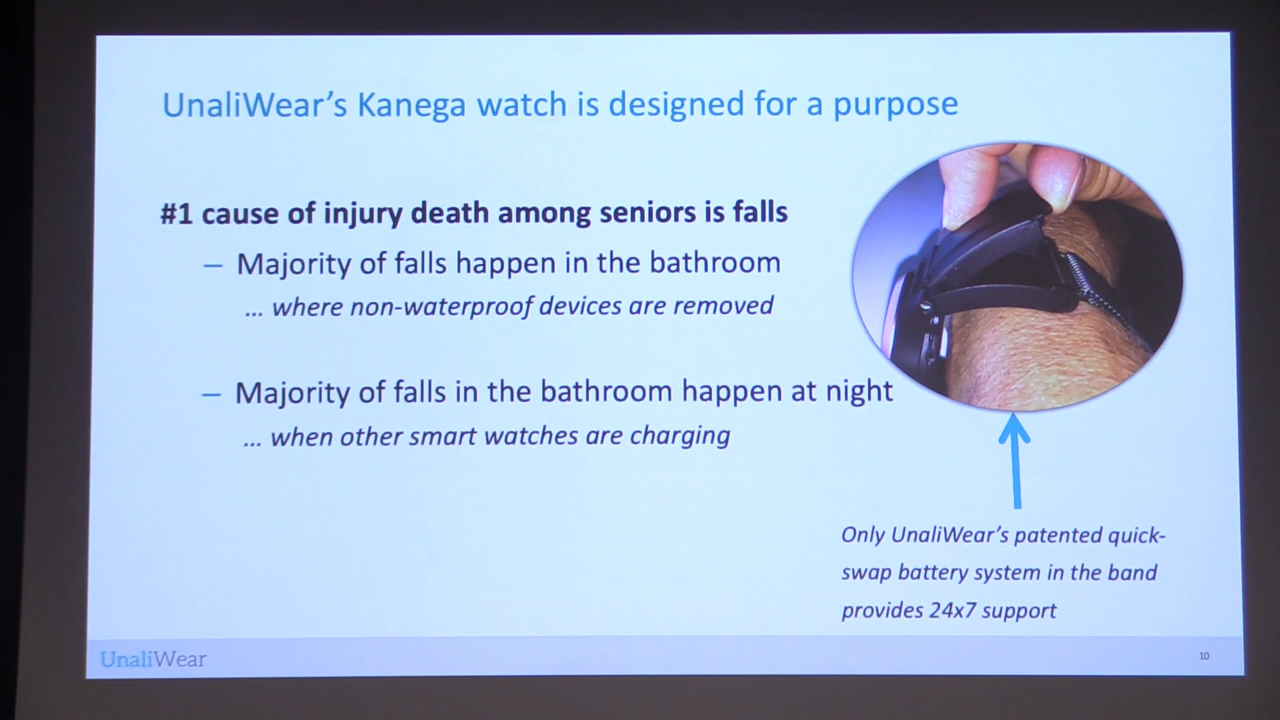 UnaliWear’s Kanega watch is designed for a purpose
#1 cause of injury death among seniors is falls
– Majority of falls happen in the bathroom
... where non-waterproof devices are removed
– Majority of falls in the bathroom happen at night
... when other smart watches are charging
Only UnaliWear’s patented quick-
swap battery system in the band
provides 24x7 support
UnaliWear
10